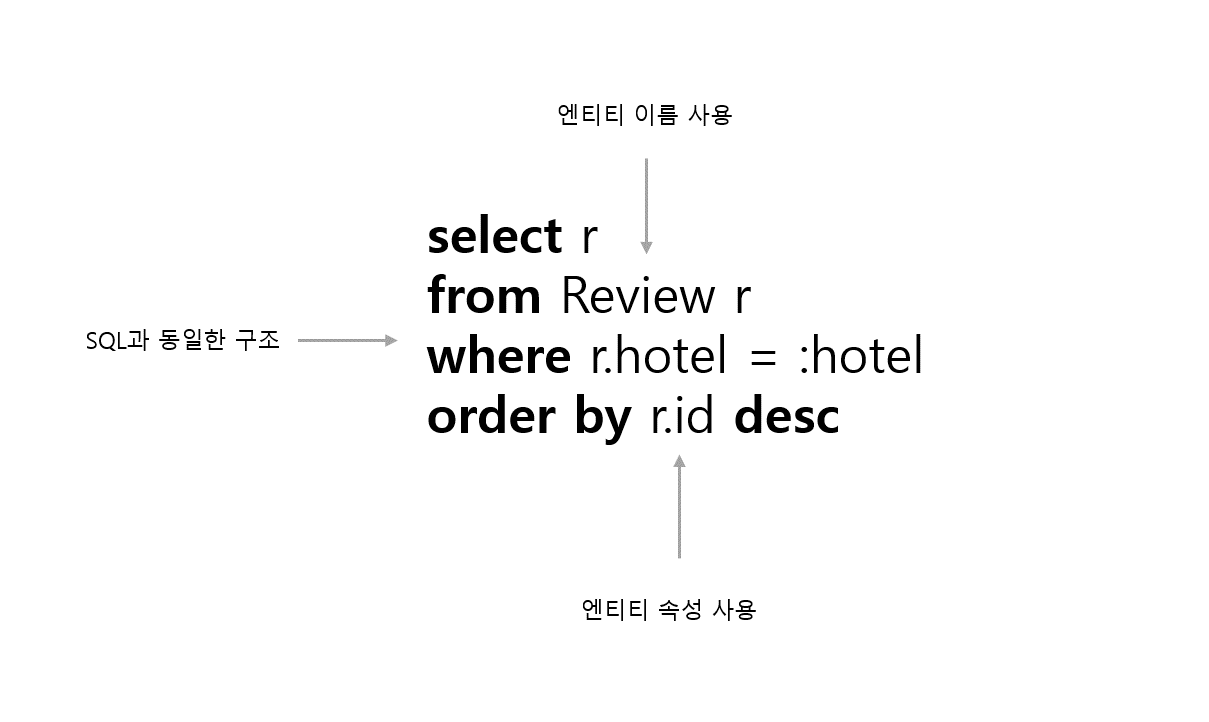 엔티티 이름 사용
select r
from Review r
SQL과 동일한 구조
where r.hotel = :hotel
order by r.id desc
엔티티 속성 사용